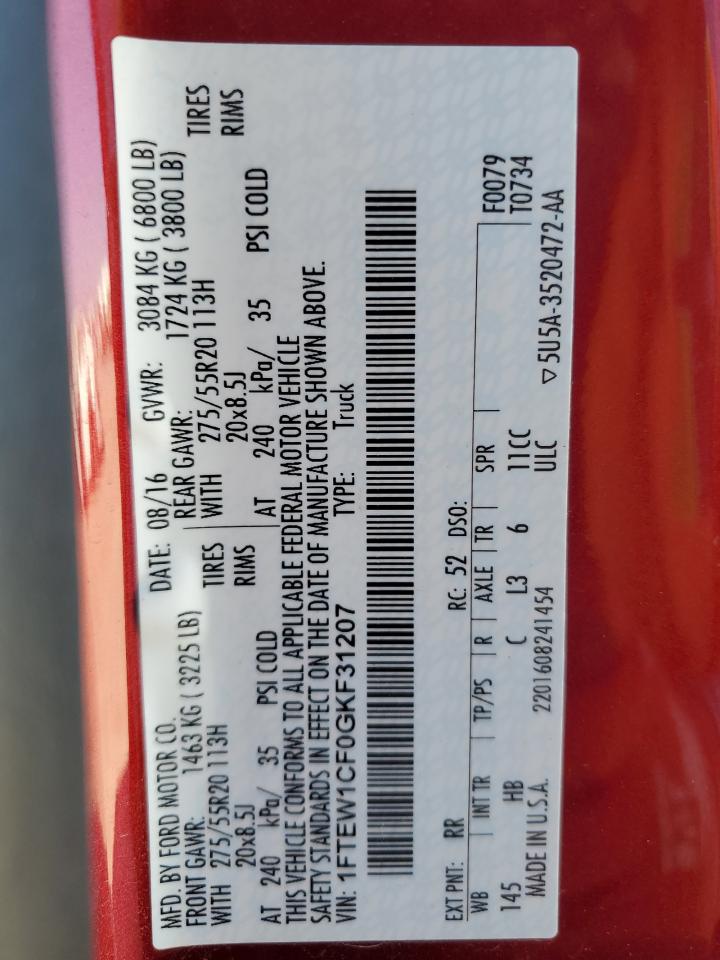 MFD. BY FORD MOTOR CO. DATE: 08/16 GVWR: 3084 KG ( 6800 LB)
FRONT GAWR: 1463 KG ( 3225 LB) REAR GAWR: 1724 KG ( 3800 LB)
WITH 275/55R20 113H TIRES WITH 275/55R20 113H TIRES
20x8.5J RIMS 20x8.5J RIMS
AT 240 kPa/ 35 PSI COLD AT 240 kPa/ 35 PSI COLD
THIS VEHICLE CONFORMS TO ALL APPLICABLE FEDERAL MOTOR VEHICLE
SAFETY STANDARDS IN EFFECT ON THE DATE OF MANUFACTURE SHOWN ABOVE.
VIN: 1FTEW1CF0GKF31207 TYPE: Truck
EXT PNT: RR RC: 52 DSO: F0079
WB INT TR TP/PS R AXLE TR SPR T0734
145 HB C L3 6 11CC
MADE IN U.S.A. 2201608241454 ULC ▽5U5A-3520472-AA